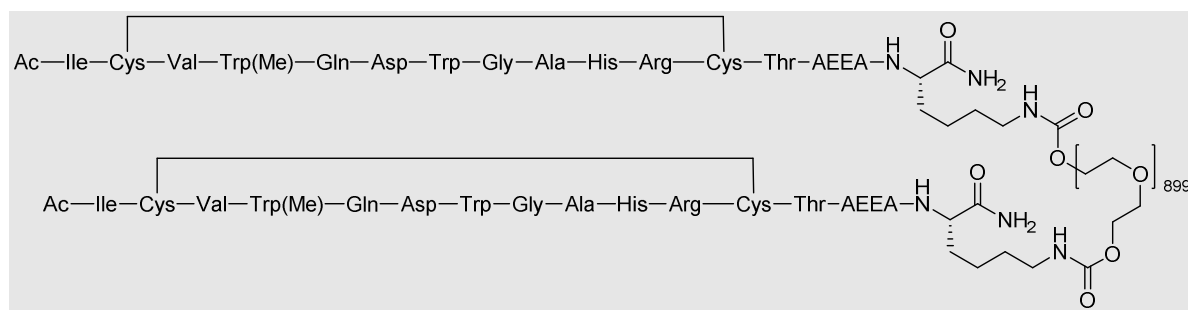 Ac—Ile—Cys—Val—Trp(Me)—Gln—Asp—Trp—Gly—Ala—His—Arg—Cys—Thr—AEEA—N
H
O
NH2
H
N
O
O
O
899
Ac—Ile—Cys—Val—Trp(Me)—Gln—Asp—Trp—Gly—Ala—His—Arg—Cys—Thr—AEEA—N
H
O
NH2
H
N
O
O